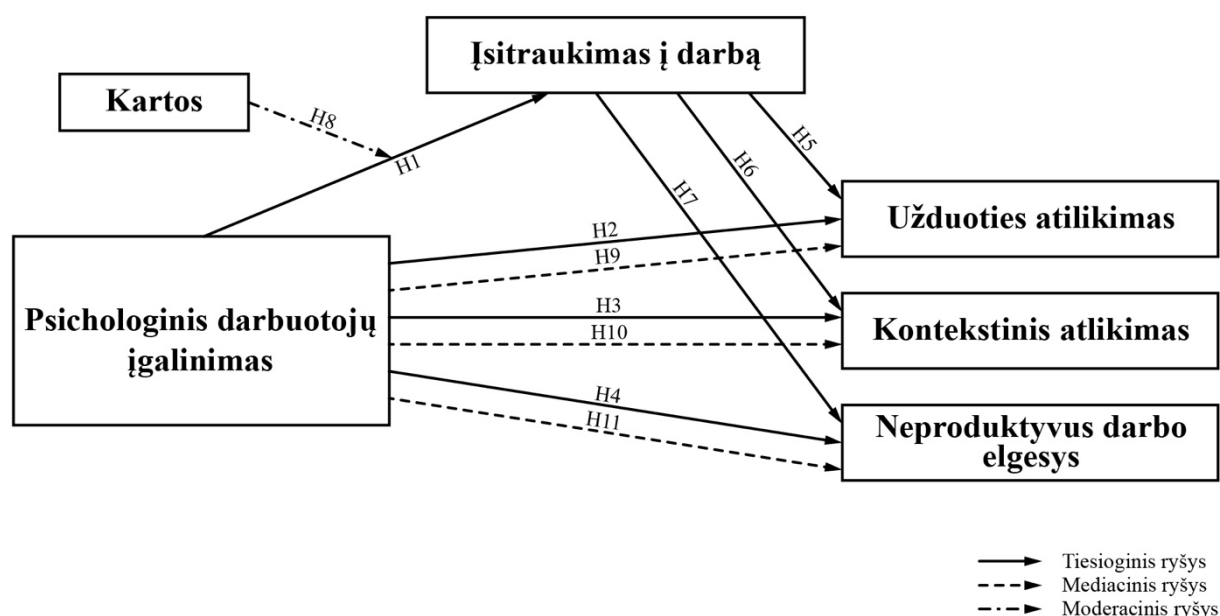 Įsitraukimas į darbą
Kartos
H8
H1
H5
H6
H7
Užduoties atilikimas
H2
H9
Psichologinis darbuotojų
įgalinimas
H3
H10
Kontekstinis atlikimas
H4
H11
Neproduktyvus darbo
elgesys
Tiesioginis ryšys
Mediacinis ryšys
Moderacinis ryšys